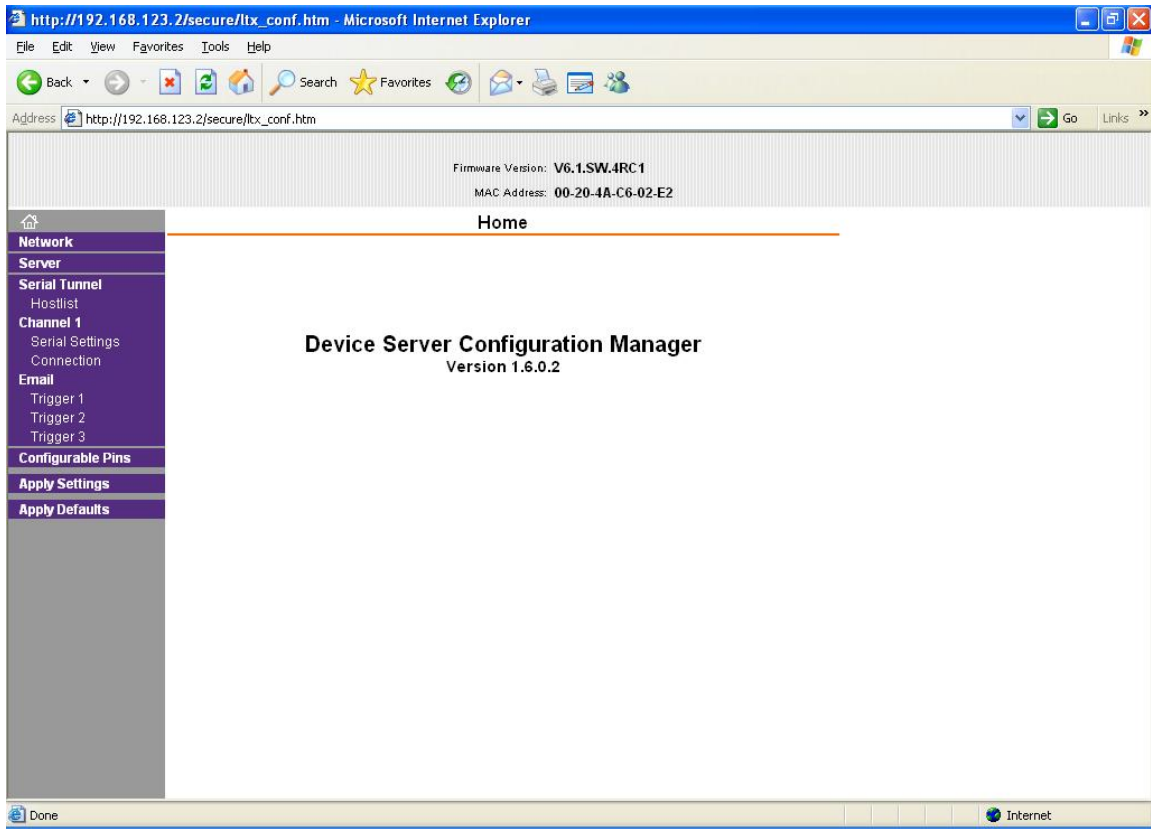 http://192.168.123.2/secure/ltx_conf.htm - Microsoft Internet Explorer
File Edit View Favorites Tools Help
Back Search Favorites
Address http://192.168.123.2/secure/ltx_conf.htm Go Links »
Firmware Version: V6.1.SW.4RC1
MAC Address: 00-20-4A-C6-02-E2
Home
Network
Server
Serial Tunnel
Hostlist
Channel 1
Serial Settings
Connection
Email
Trigger 1
Trigger 2
Trigger 3
Configurable Pins
Apply Settings
Apply Defaults
Device Server Configuration Manager
Version 1.6.0.2
Done Internet